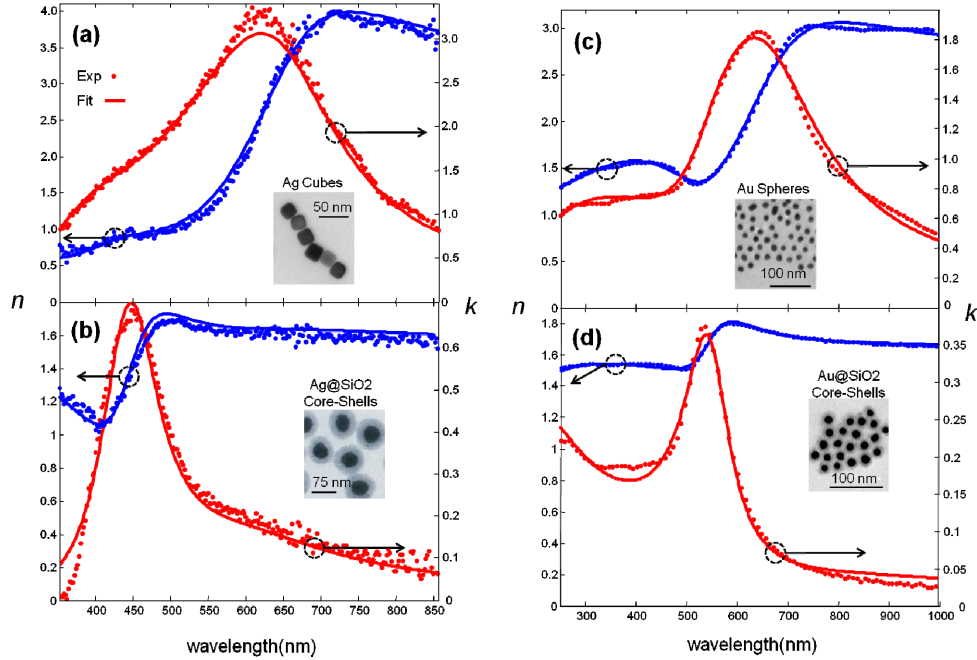 (a)
4.0
3.5
3.0
2.5
2.0
1.5
1.0
0.5
Exp
Fit
Ag Cubes
50 nm
3.0
2.5
2.0
1.5
1.0
0.5
0
n
k
(c)
3.5
3.0
2.5
2.0
1.5
1.0
0.5
Au Spheres
100 nm
1.8
1.6
1.4
1.2
1.0
0.8
0.6
0.4
0.2
0
n
k
(b)
1.8
1.6
1.4
1.2
1
1.6
0.6
0.4
0.2
0
Ag@SiO2
Core-Shells
75 nm
0.6
0.5
0.4
0.3
0.2
0.1
0
400 450 500 550 600 650 700 750 800 850
wavelength(nm)
(d)
1.8
1.6
1.4
1.2
1.0
0.8
0.6
0.4
0.2
Au@SiO2
Core-Shells
100 nm
0.35
0.3
0.25
0.2
0.15
0.1
0.05
0
300 400 500 600 700 800 900 1000
wavelength(nm)